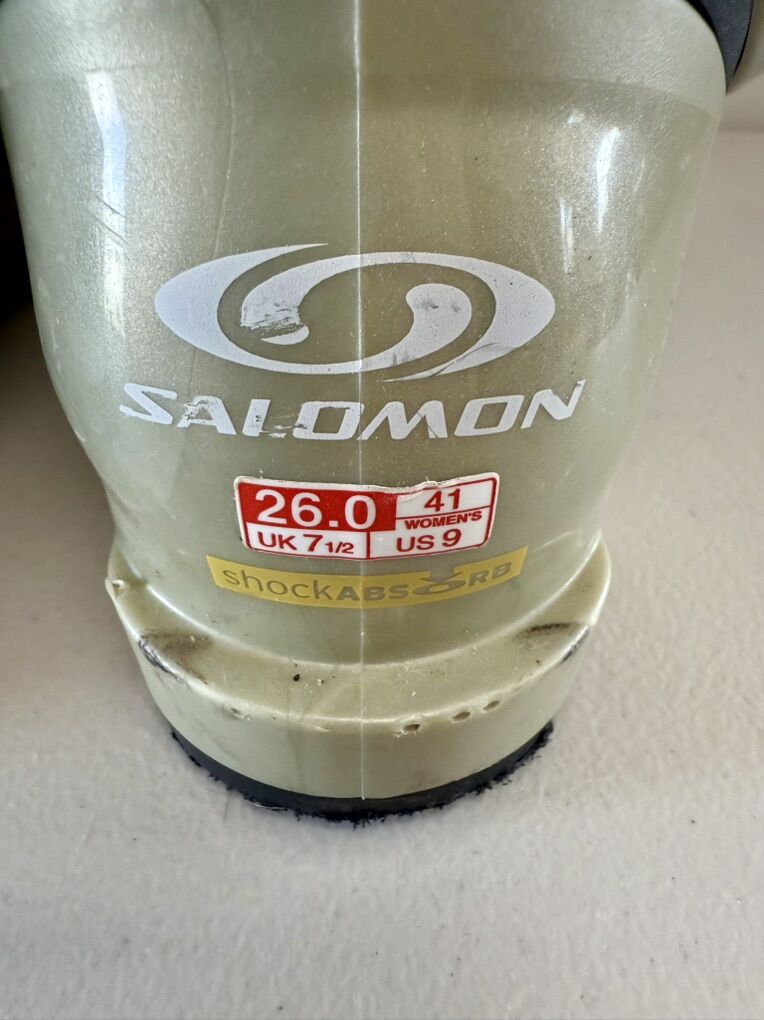 SALOMON
26.0 41
WOMEN'S
UK 7 1/2 US 9
shockABSORB